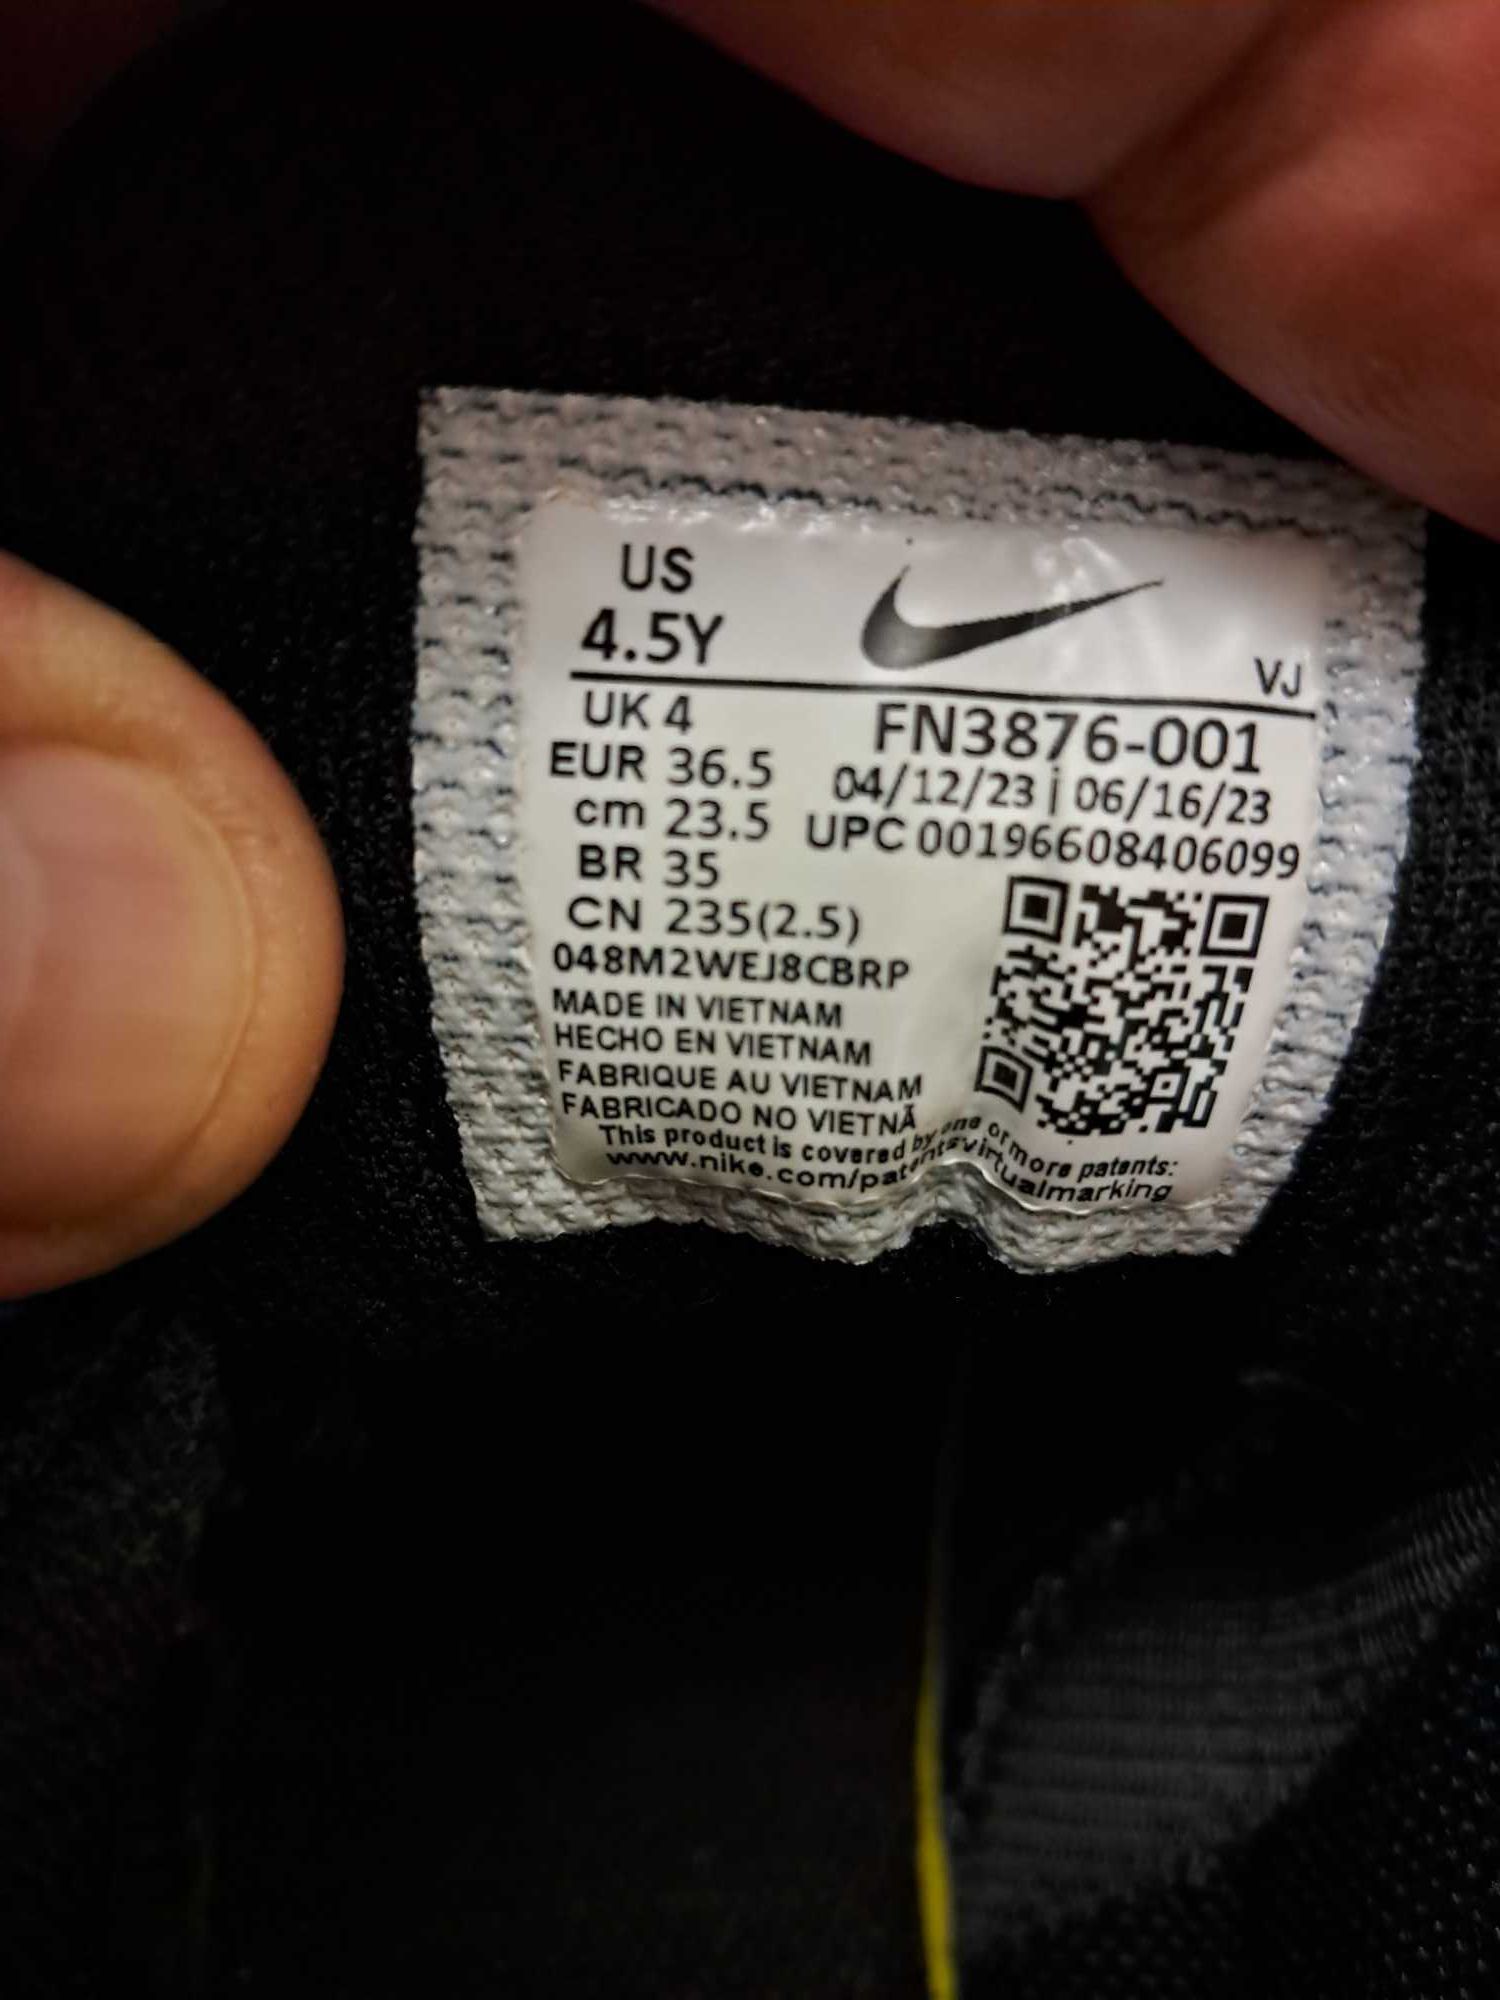 US
4.5Y
VJ
UK 4
EUR 36.5
cm 23.5
BR 35
CN 235(2.5)
FN3876-001
04/12/23 | 06/16/23
UPC 00196608406099
048M2WEJ8CBRP
MADE IN VIETNAM
HECHO EN VIETNAM
FABRIQUE AU VIETNAM
FABRICADO NO VIETNÃ
This product is covered by one or more patents:
www.nike.com/patentsvirtualmarking